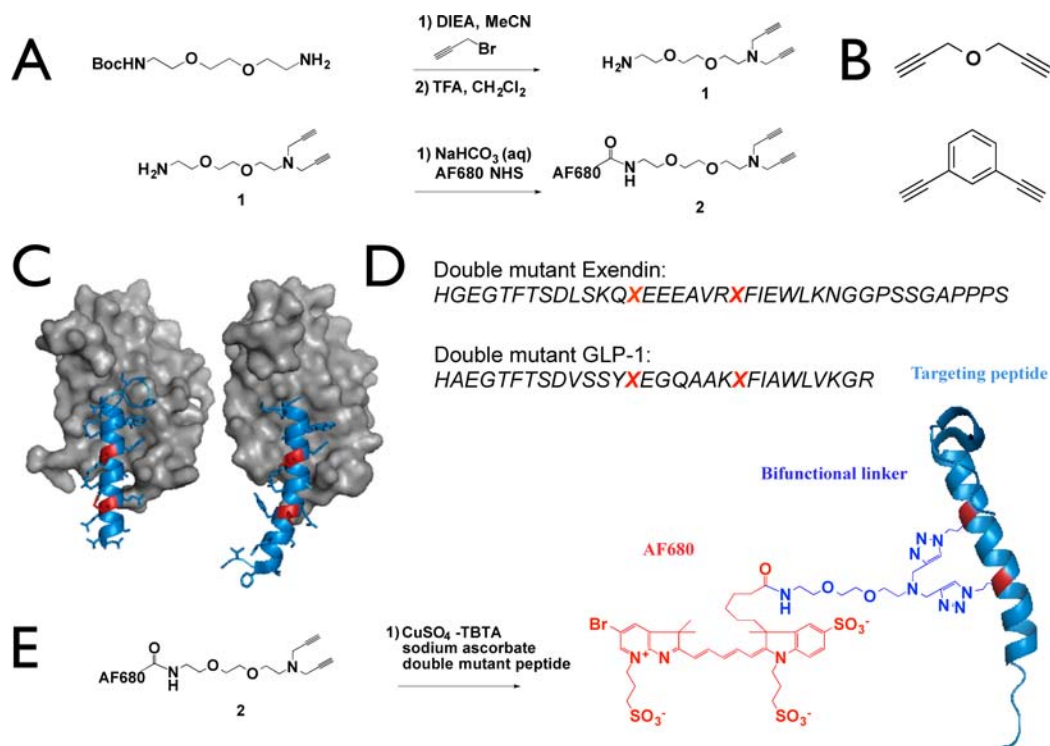 A
BocHN
O
O
NH₂
1) DIEA, MeCN
Br
2) TFA, CH₂Cl₂
H₂N
O
O
N
1
B
O
H₂N
O
O
N
1
1) NaHCO₃ (aq)
AF680 NHS
O
AF680
N
H
O
O
N
2
C
D
Double mutant Exendin:
HGEGTFTSDLSKQXEEEAVRXFIEWLKNGGPSSGAPPPS
Double mutant GLP-1:
HAEGTFTSDVSSYXEGQAAKXFIAWLVKGR
Targeting peptide
Bifunctional linker
AF680
N
N
N
O
N
H
O
O
N
N
N
N
Br
SO₃⁻
N⁺
N
N
SO₃⁻
SO₃⁻
E
O
AF680
N
H
O
O
N
2
1) CuSO₄ -TBTA
sodium ascorbate
double mutant peptide